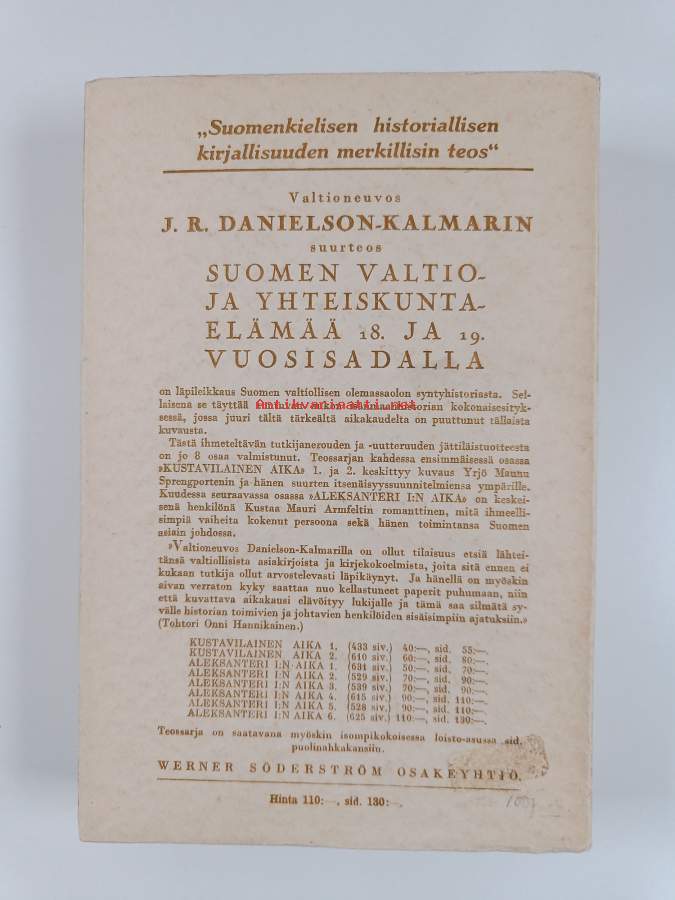 „Suomenkielisen historiallisen
kirjallisuuden merkillisin teos“
Valtioneuvos
J. R. DANIELSON-KALMARIN
suurteos
SUOMEN VALTIO-
JA YHTEISKUNTA-
ELÄMÄÄ 18. JA 19.
VUOSISADALLA
on läpileikkaus Suomen valtiollisen olemassaolon syntyhistoriasta. Sel-
laisena se täyttää historian kokonaisesityk-
sessä, jossa juuri tältä tärkeältä aikakaudelta on puuttunut tällaista
kuvausta.
Tästä ihmeteltävän tutkijanerouden ja -uutteruuden jättiläistuotteesta
on jo 8 osaa valmistunut. Teossarjan kahdessa ensimmäisessä osassa
»KUSTAVILAINEN AIKA» 1. ja 2. keskittyy kuvaus Yrjö Maunu
Sprengtportenin ja hänen suurten itsenäisyyssuunnitelmiensa ympärille.
Kuudessa seuraavassa osassa »ALEKSANTERI I:N AIKA» on keskei-
senä henkilönä Kustaa Mauri Armfeltin romanttinen, mitä ihmeelli-
simpiä vaiheita kokenut persoona sekä hänen toimintansa Suomen
asiain johdossa.
»Valtioneuvos Danielson-Kalmarilla on ollut tilaisuus etsiä lähtei-
tänsä valtiollisista asiakirjoista ja kirjekokoelmista, joita sitä ennen ei
kukaan tutkija ollut arvostelevasti läpikäynyt. Ja hänellä on myöskin
aivan verraton kyky saattaa nuo kellastuneet paperit puhumaan, niin
että kuvattava aikakausi elävöityy lukijalle ja tämä saa silmätä sy-
välle historian toimivien ja johtavien henkilöiden sisäisimpiin ajatuksiin.»
(Tohtori Onni Hannikainen.)
KUSTAVILAINEN AIKA 1. (433 siv.) 40:—, sid. 55:—.
KUSTAVILAINEN AIKA 2. (610 siv.) 60:—, sid. 80:—.
ALEKSANTERI I:N AIKA 1. (631 siv.) 50:—, sid. 70:—.
ALEKSANTERI I:N AIKA 2. (529 siv.) 70:—, sid. 90:—.
ALEKSANTERI I:N AIKA 3. (539 siv.) 70:—, sid. 90:—.
ALEKSANTERI I:N AIKA 4. (615 siv.) 90:—, sid. 110:—.
ALEKSANTERI I:N AIKA 5. (528 siv.) 90:—, sid. 110:—.
ALEKSANTERI I:N AIKA 6. (625 siv.) 110:—, sid. 130:—.
Teossarja on saatavana myöskin isompikokoisessa loisto-asussa sid.
puolinahkakansiin.
WERNER SÖDERSTRÖM OSAKEYHTIÖ.
Hinta 110:—, sid. 130:—.